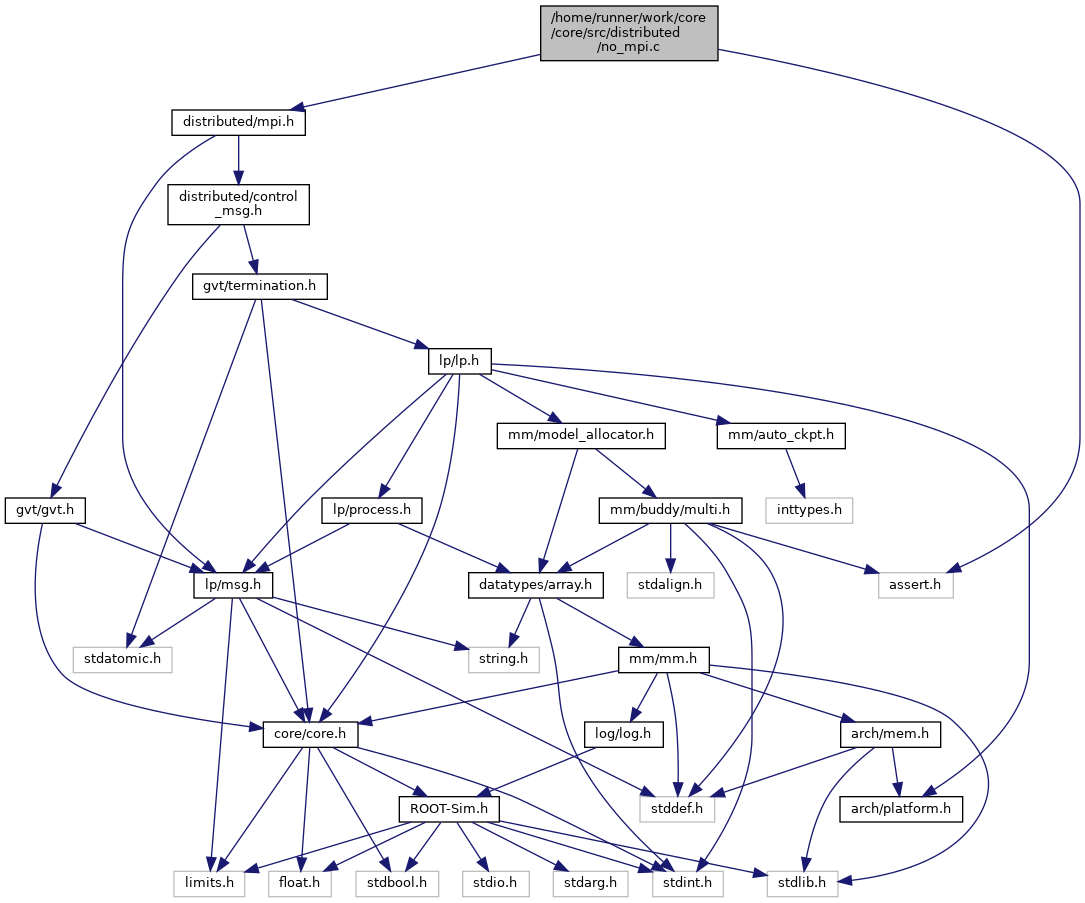 /home/runner/work/core
/core/src/distributed
/no_mpi.c
distributed/mpi.h
distributed/control
_msg.h
gvt/termination.h
lp/lp.h
mm/model_allocator.h
mm/auto_ckpt.h
gvt/gvt.h
lp/process.h
mm/buddy/multi.h
inttypes.h
lp/msg.h
datatypes/array.h
stdalign.h
assert.h
stdatomic.h
string.h
mm/mm.h
core/core.h
log/log.h
arch/mem.h
ROOT-Sim.h
stddef.h
arch/platform.h
limits.h
float.h
stdbool.h
stdio.h
stdarg.h
stdint.h
stdlib.h